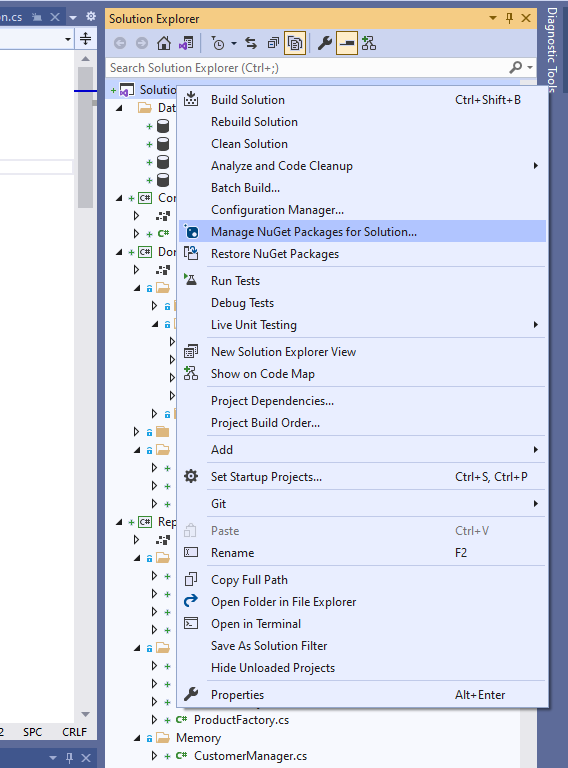 n.cs
Solution Explorer
Search Solution Explorer (Ctrl+;)
Diagnostic Tools
Solutio
Dat
Build Solution Ctrl+Shift+B
Rebuild Solution
Clean Solution
Analyze and Code Cleanup
Batch Build...
Configuration Manager...
C# Cor
Manage NuGet Packages for Solution...
C#
Restore NuGet Packages
C# Dor
Run Tests
Debug Tests
Live Unit Testing
New Solution Explorer View
Show on Code Map
Project Dependencies...
Project Build Order...
Add
Set Startup Projects... Ctrl+S, Ctrl+P
Git
C# Rep
Paste Ctrl+V
Rename F2
Copy Full Path
Open Folder in File Explorer
Open in Terminal
Save As Solution Filter
Hide Unloaded Projects
Properties Alt+Enter
C# ProductFactory.cs
2 SPC CRLF
Memory
C# CustomerManager.cs